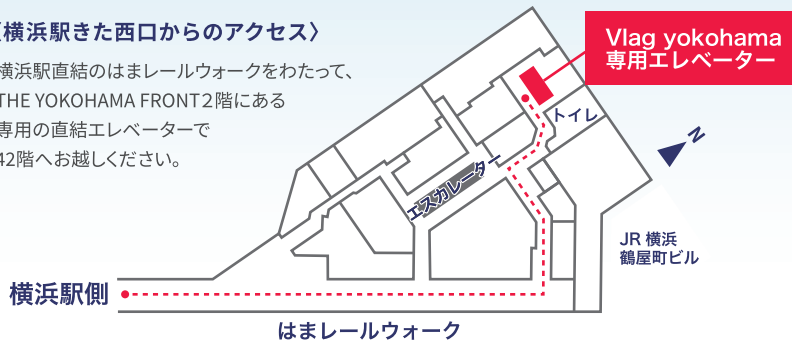 〈横浜駅きた西口からのアクセス〉
横浜駅直結のはまレールウォークをわたって、
THE YOKOHAMA FRONT2階にある
専用の直結エレベーターで
42階へお越しください。
Vlag yokohama
専用エレベーター
トイレ
N
エスカレーター
JR 横浜
鶴屋町ビル
横浜駅側
はまレールウォーク